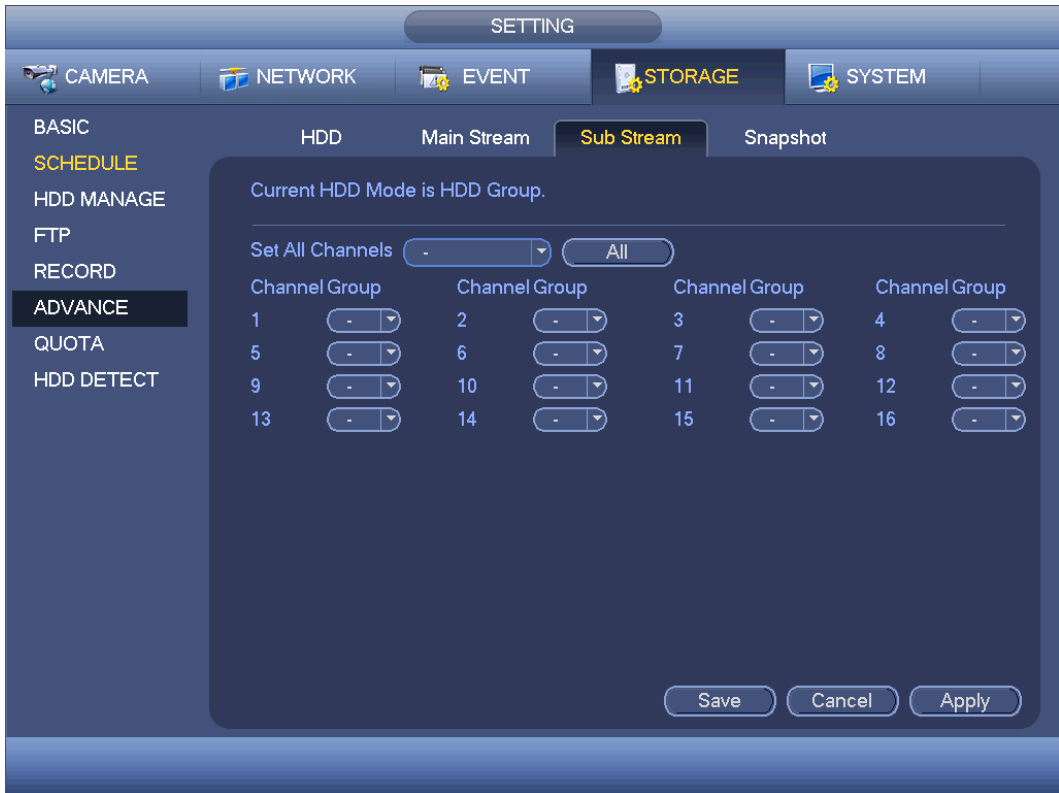 SETTING
CAMERA NETWORK EVENT STORAGE SYSTEM
BASIC
SCHEDULE
HDD MANAGE
FTP
RECORD
ADVANCE
QUOTA
HDD DETECT
HDD Main Stream Sub Stream Snapshot
Current HDD Mode is HDD Group.
Set All Channels - All
Channel Group Channel Group Channel Group Channel Group
1 - 2 - 3 - 4 -
5 - 6 - 7 - 8 -
9 - 10 - 11 - 12 -
13 - 14 - 15 - 16 -
Save Cancel Apply